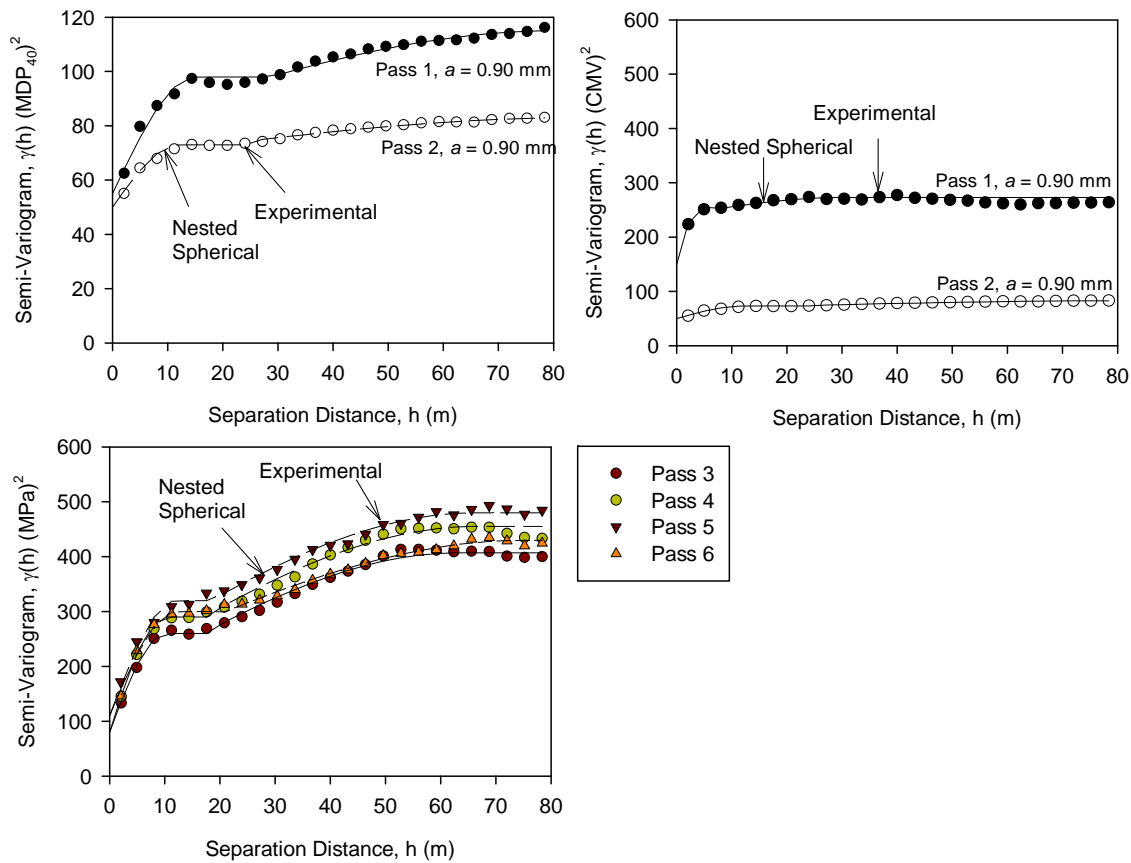 Semi-Variogram, γ(h) (MDP40)2
120
100
80
60
40
20
0
Pass 1, a = 0.90 mm
Pass 2, a = 0.90 mm
Experimental
Nested
Spherical
0 10 20 30 40 50 60 70 80
Separation Distance, h (m)
Semi-Variogram, γ(h) (CMV)2
600
500
400
300
200
100
0
Experimental
Nested Spherical
Pass 1, a = 0.90 mm
Pass 2, a = 0.90 mm
0 10 20 30 40 50 60 70 80
Separation Distance, h (m)
Semi-Variogram, γ(h) (MPa)2
600
500
400
300
200
100
0
Experimental
Nested
Spherical
0 10 20 30 40 50 60 70 80
Separation Distance, h (m)
Pass 3
Pass 4
Pass 5
Pass 6